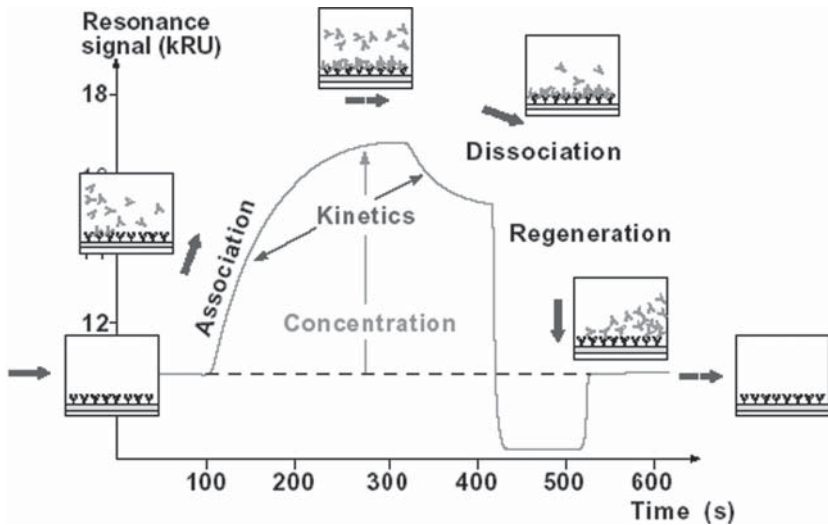 Resonance
signal (kRU)
18
12
Association
Kinetics
Concentration
Dissociation
Regeneration
100
200
300
400
500
600
Time (s)